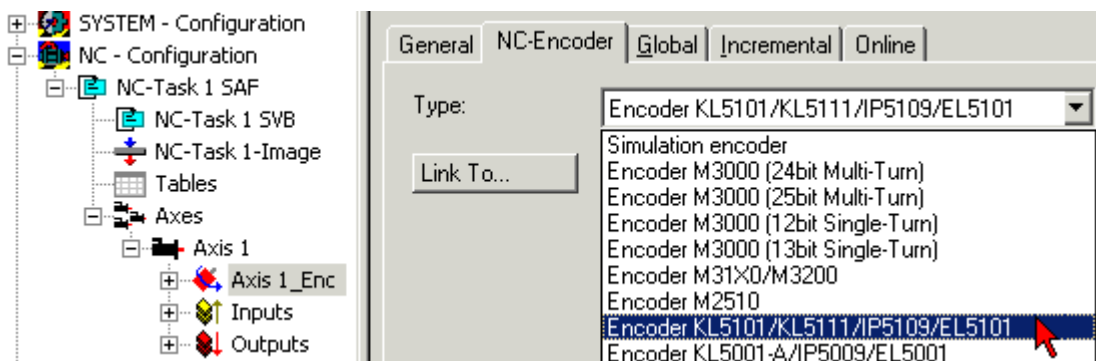 SYSTEM - Configuration
NC - Configuration
NC-Task 1 SAF
NC-Task 1 SVB
NC-Task 1-Image
Tables
Axes
Axis 1
Axis 1_Enc
Inputs
Outputs
General NC-Encoder Global Incremental Online
Type: Encoder KL5101/KL5111/IP5109/EL5101
Link To...
Simulation encoder
Encoder M3000 (24bit Multi-Turn)
Encoder M3000 (25bit Multi-Turn)
Encoder M3000 (12bit Single-Turn)
Encoder M3000 (13bit Single-Turn)
Encoder M31X0/M3200
Encoder M2510
Encoder KL5101/KL5111/IP5109/EL5101
Encoder KL5001-A/IP5009/EL5001